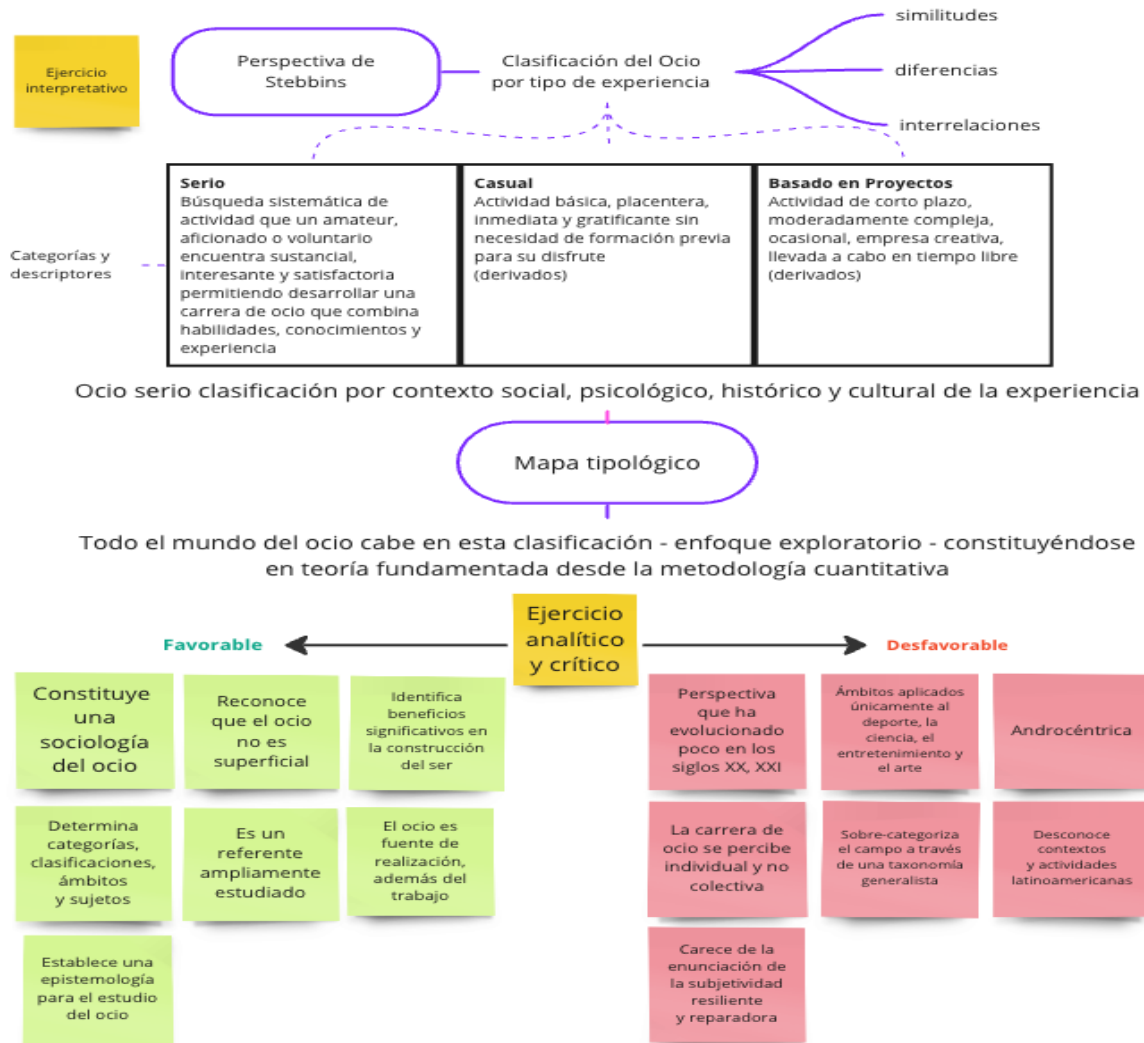 Ejercicio
interpretativo
Perspectiva de
Stebbins
Clasificación del Ocio
por tipo de experiencia
similitudes
diferencias
interrelaciones
Categorías y
descriptores
Serio
Búsqueda sistemática de
actividad que un amateur,
aficionado o voluntario
encuentra sustancial,
interesante y satisfactoria
permitiendo desarrollar una
carrera de ocio que combina
habilidades, conocimientos y
experiencia
Casual
Actividad básica, placentera,
inmediata y gratificante sin
necesidad de formación previa
para su disfrute
(derivados)
Basado en Proyectos
Actividad de corto plazo,
moderadamente compleja,
ocasional, empresa creativa,
llevada a cabo en tiempo libre
(derivados)
Ocio serio clasificación por contexto social, psicológico, histórico y cultural de la experiencia
Mapa tipológico
Todo el mundo del ocio cabe en esta clasificación - enfoque exploratorio - constituyéndose
en teoría fundamentada desde la metodología cuantitativa
Ejercicio
analítico
y crítico
Favorable
Desfavorable
Constituye
una
sociología
del ocio
Reconoce
que el ocio
no es
superficial
Identifica
beneficios
significativos en
la construcción
del ser
Determina
categorías,
clasificaciones,
ámbitos
y sujetos
Es un
referente
ampliamente
estudiado
El ocio es
fuente de
realización,
además del
trabajo
Establece una
epistemología
para el estudio
del ocio
Perspectiva
que ha
evolucionado
poco en los
siglos XX, XXI
Ámbitos aplicados
únicamente al
deporte, la
ciencia, el
entretenimiento y
el arte
Androcéntrica
La carrera de
ocio se percibe
individual y no
colectiva
Sobre-categoriza
el campo a través
de una taxonomía
generalista
Desconoce
contextos
y actividades
latinoamericanas
Carece de la
enunciación de
la subjetividad
resiliente
y reparadora